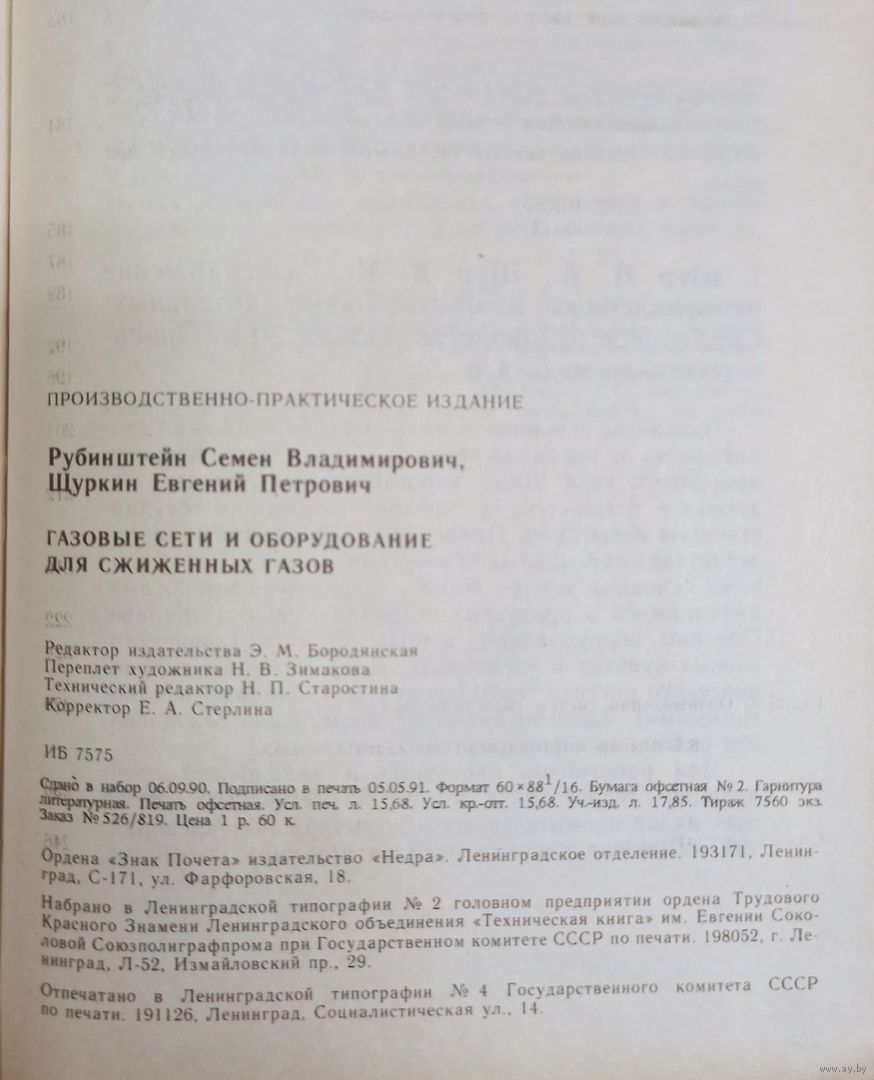 ПРОИЗВОДСТВЕННО-ПРАКТИЧЕСКОЕ ИЗДАНИЕ
Рубинштейн Семен Владимирович,
Щуркин Евгений Петрович
ГАЗОВЫЕ СЕТИ И ОБОРУДОВАНИЕ
ДЛЯ СЖИЖЕННЫХ ГАЗОВ
Редактор издательства Э. М. Бородянская
Переплет художника Н. В. Зимакова
Технический редактор Н. П. Старостина
Корректор Е. А. Стерлина
ИБ 7575
Сдано в набор 06.09.90. Подписано в печать 05.05.91. Формат 60×88¹/16. Бумага офсетная №2. Гарнитура
литературная. Печать офсетная. Усл. печ. л. 15,68. Усл. кр.-отт. 15,68. Уч.-изд. л. 17,85. Тираж 7560 экз.
Заказ №526/819. Цена 1 р. 60 к.
Ордена «Знак Почета» издательство «Недра». Ленинградское отделение. 193171, Ленин-
град, С-171, ул. Фарфоровская, 18.
Набрано в Ленинградской типографии № 2 головном предприятии ордена Трудового
Красного Знамени Ленинградского объединения «Техническая книга» им. Евгении Соко-
ловой Союзполиграфпрома при Государственном комитете СССР по печати. 198052, г. Ле-
нинград, Л-52, Измайловский пр., 29.
Отпечатано в Ленинградской типографии № 4 Государственного комитета СССР
по печати. 191126, Ленинград, Социалистическая ул., 14.
www.ay.by